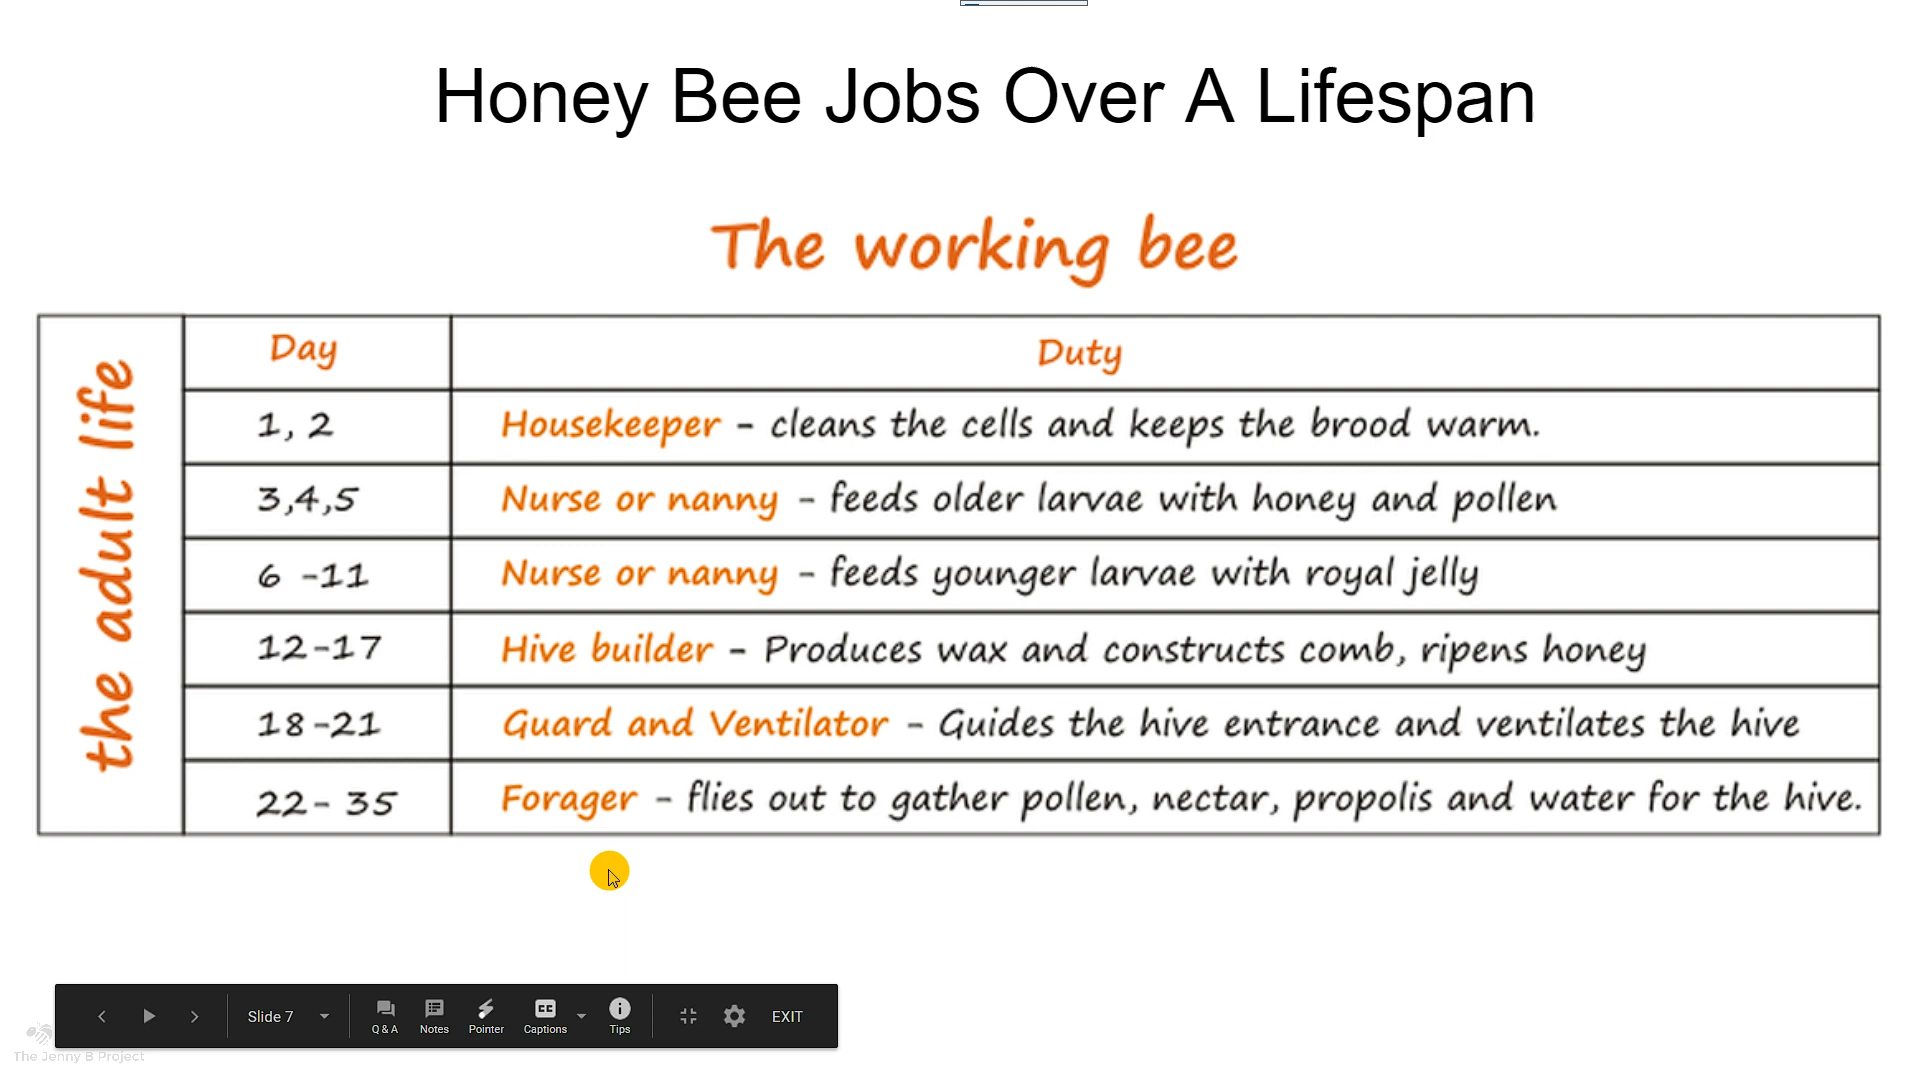 Honey Bee Jobs Over A Lifespan
The working bee
the adult life
Day Duty
1, 2 Housekeeper - cleans the cells and keeps the brood warm.
3,4,5 Nurse or nanny - feeds older larvae with honey and pollen
6 -11 Nurse or nanny - feeds younger larvae with royal jelly
12-17 Hive builder - Produces wax and constructs comb, ripens honey
18-21 Guard and Ventilator - Guides the hive entrance and ventilates the hive
22- 35 Forager - flies out to gather pollen, nectar, propolis and water for the hive.
Slide 7 Q & A Notes Pointer CC Captions Tips EXIT
The Jenny B Project